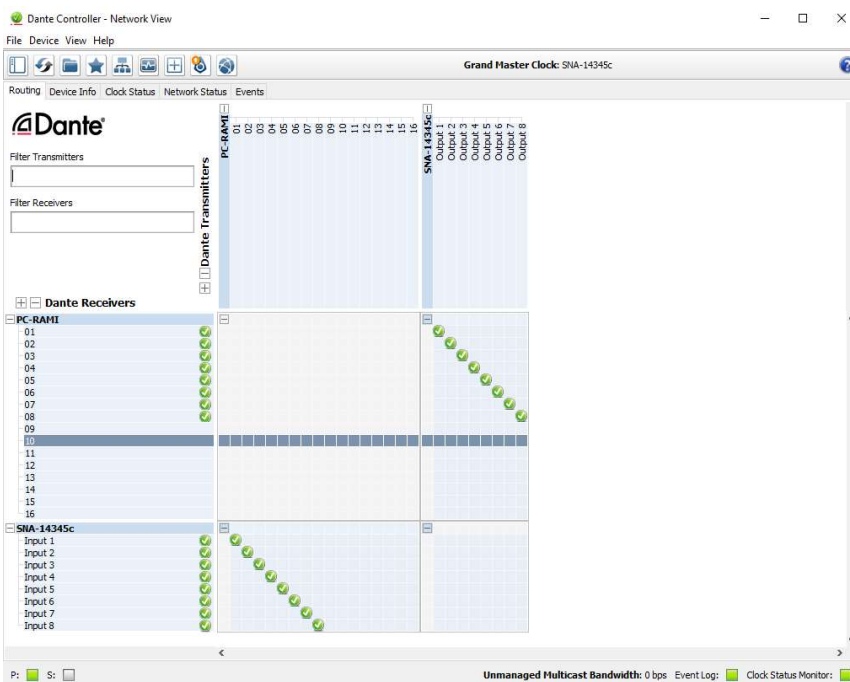 Dante Controller - Network View
File Device View Help
Grand Master Clock: SNA-14345c
Routing Device Info Clock Status Network Status Events
Dante
Filter Transmitters
Filter Receivers
Dante Transmitters
PC-RAMI
01
02
03
04
05
06
07
08
09
10
11
12
13
14
15
16
SNA-14345c
Output 1
Output 2
Output 3
Output 4
Output 5
Output 6
Output 7
Output 8
Dante Receivers
PC-RAMI
01
02
03
04
05
06
07
08
09
10
11
12
13
14
15
16
SNA-14345c
Input 1
Input 2
Input 3
Input 4
Input 5
Input 6
Input 7
Input 8
P: S: Unmanaged Multicast Bandwidth: 0 bps Event Log: Clock Status Monitor: